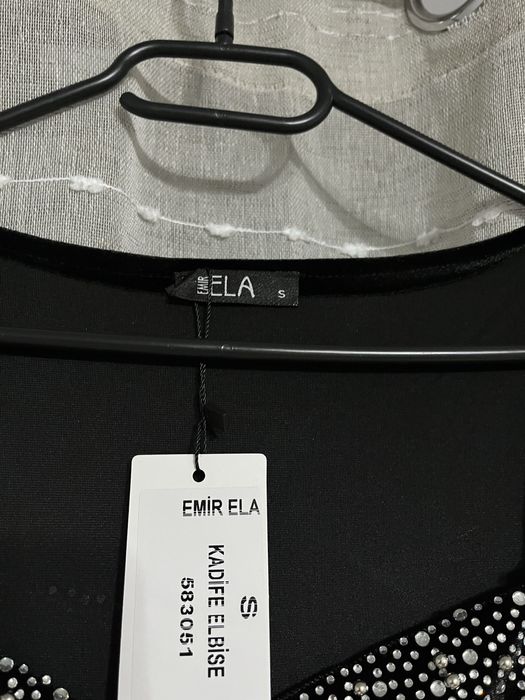 EMİR ELA S
EMİR ELA
S
KADİFE ELBİSE
583051